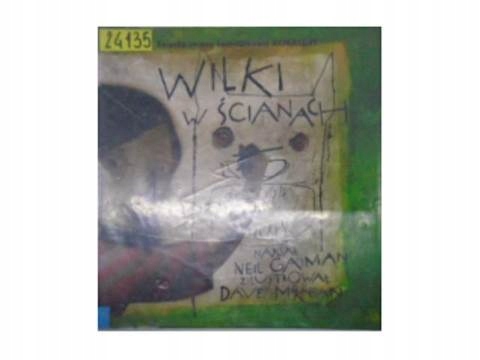 24135
WILKI
W ŚCIANACH
NAPISAŁ
NEIL GAIMAN
ZILUSTROWAŁ
DAVE MCKEAN